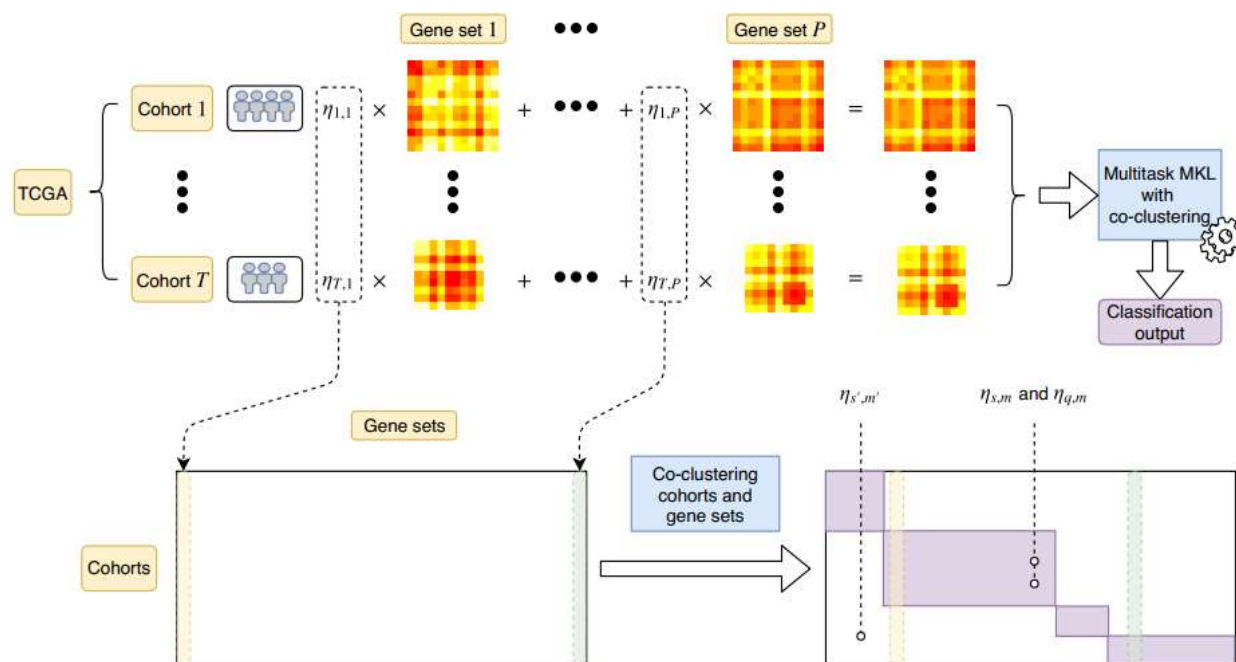 Gene set 1
Gene set P
Cohort 1
η1,1 × + + η1,P × =
TCGA
Multitask MKL
with
co-clustering
Cohort T
ηT,1 × + + ηT,P × =
Classification
output
ηs′,m′
ηs,m and ηq,m
Gene sets
Co-clustering
cohorts and
gene sets
Cohorts